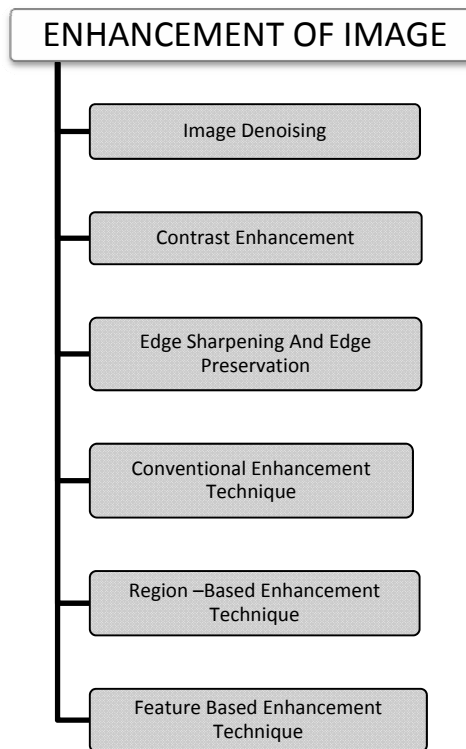 ENHANCEMENT OF IMAGE
Image Denoising
Contrast Enhancement
Edge Sharpening And Edge
Preservation
Conventional Enhancement
Technique
Region –Based Enhancement
Technique
Feature Based Enhancement
Technique